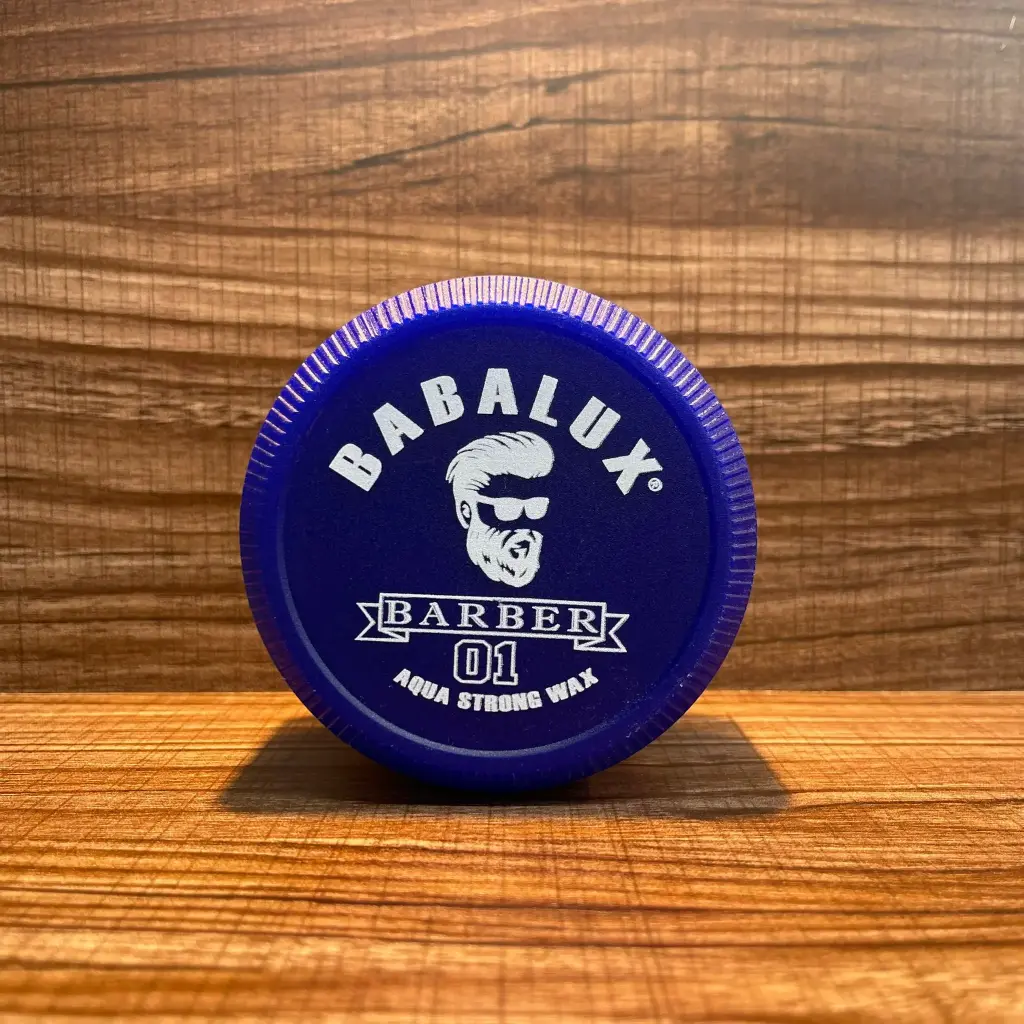 BABALUX®
BARBER
01
AQUA STRONG WAX